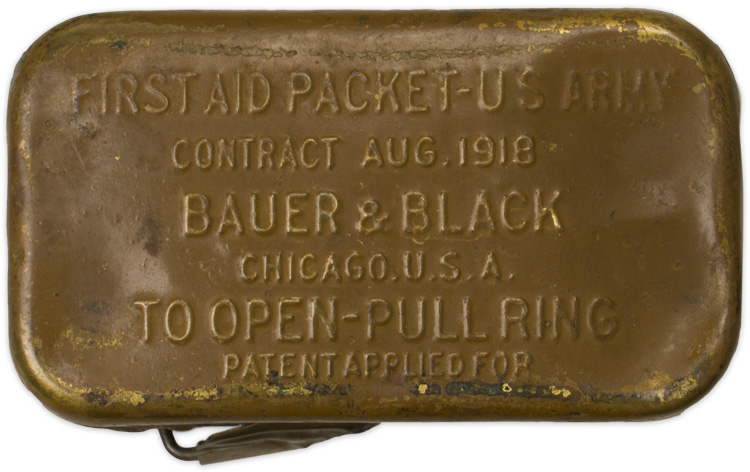 FIRST AID PACKET-U.S ARMY
CONTRACT AUG. 1918
BAUER & BLACK
CHICAGO. U.S.A.
TO OPEN-PULL RING
PATENT APPLIED FOR